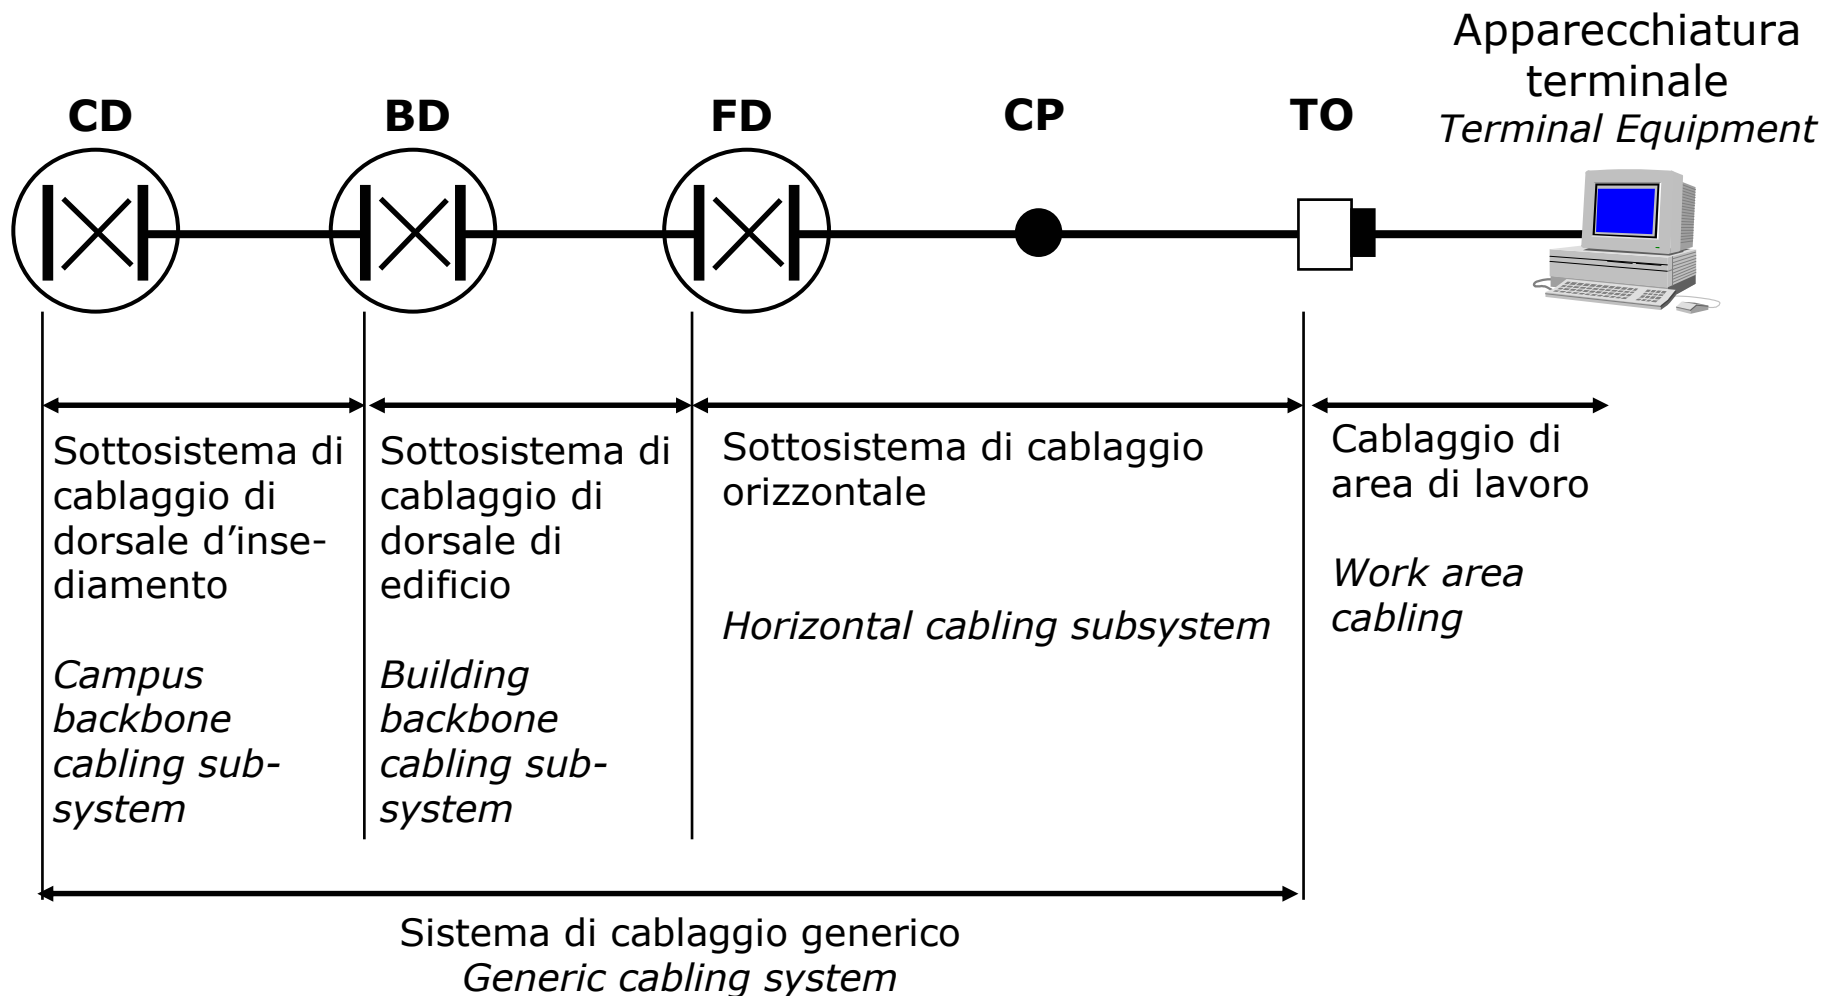 Apparecchiatura
terminale
Terminal Equipment
CD
BD
FD
CP
TO
Sottosistema di
cablaggio di
dorsale d’inse-
diamento
Campus
backbone
cabling sub-
system
Sottosistema di
cablaggio di
dorsale di
edificio
Building
backbone
cabling sub-
system
Sottosistema di cablaggio
orizzontale
Horizontal cabling subsystem
Cablaggio di
area di lavoro
Work area
cabling
Sistema di cablaggio generico
Generic cabling system